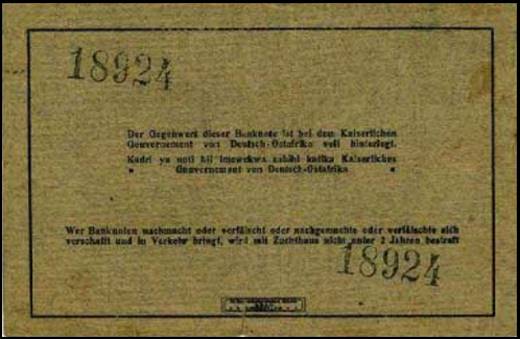 18924
Der Gegenwert dieser Banknote ist bei dem Kaiserlichen
Gouvernement von Deutsch-Ostafrika voll hinterlegt.
Kadri ya noti hii imewekwa sahihi katika Kaiserliches
Gouvernement von Deutsch-Ostafrika
Wer Banknoten nachmacht oder verfälscht oder nachgemachte oder verfälschte sich
verschafft und in Verkehr bringt, wird mit Zuchthaus nicht unter 2 Jahren bestraft
18924